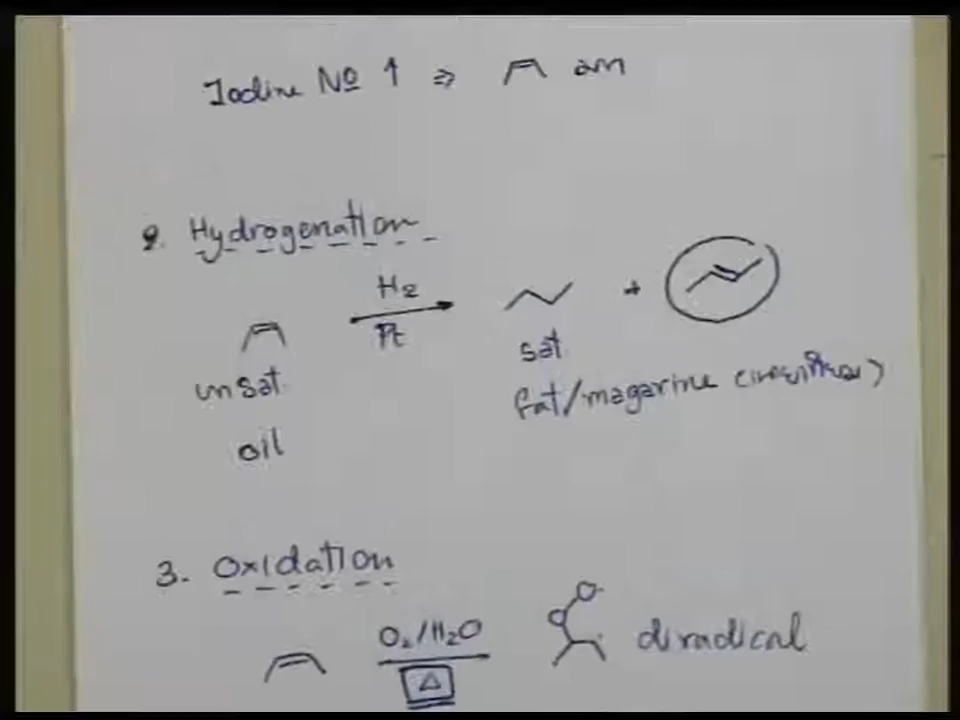 Iodine No ↑ ⇒ am
2. Hydrogenation
H2
Pt
unsat
sat
oil
fat/magarine
3. Oxidation
O2/H2O
Δ
O
O diradical